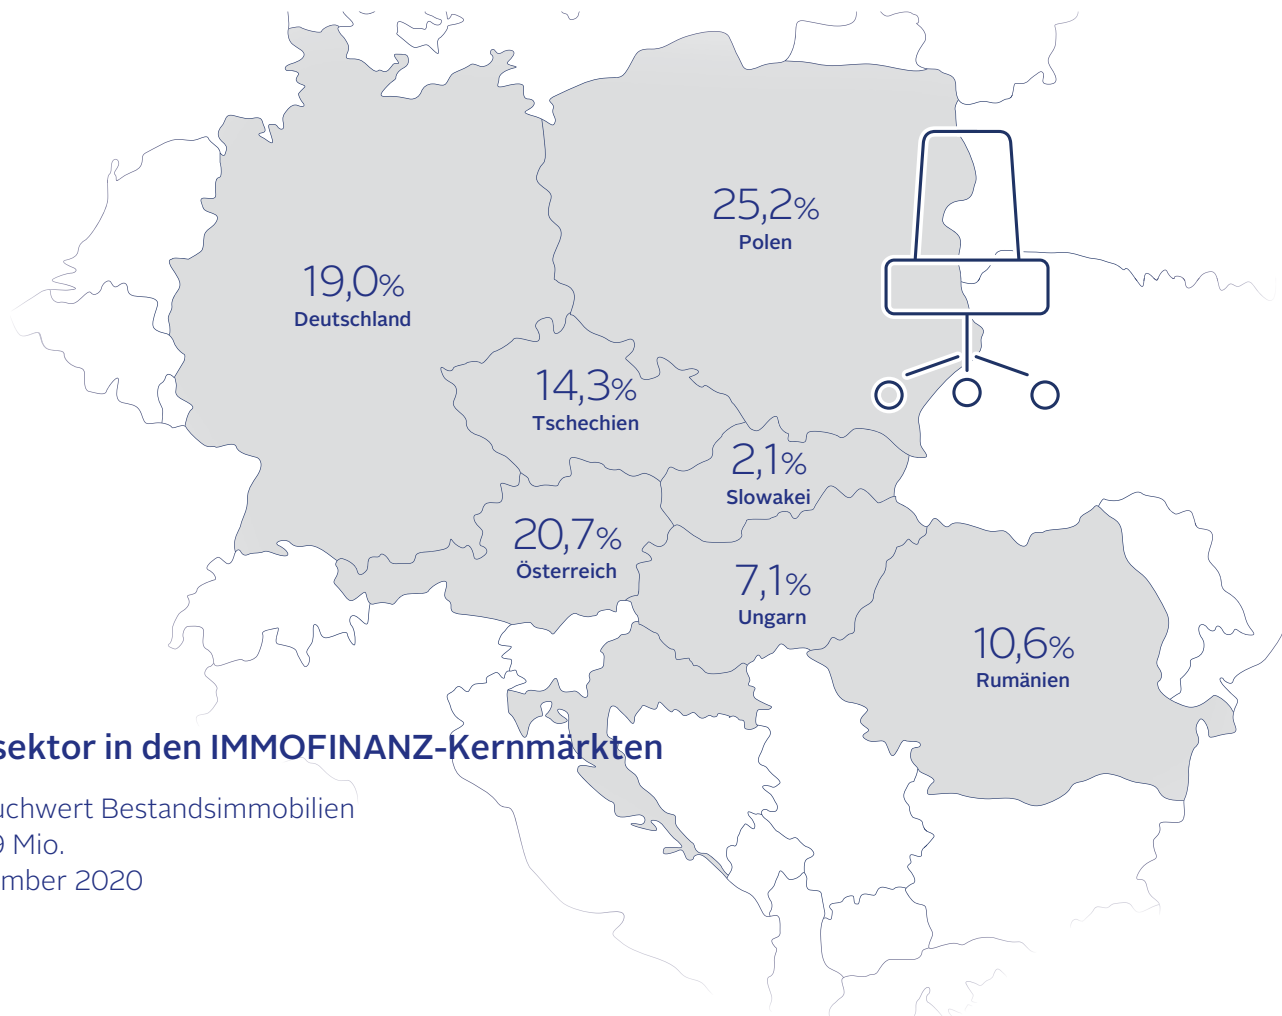 25,2%
Polen
19,0%
Deutschland
14,3%
Tschechien
2,1%
Slowakei
20,7%
Österreich
7,1%
Ungarn
10,6%
Rumänien
sektor in den IMMOFINANZ-Kernmärkten
uchwert Bestandsimmobilien
9 Mio.
mber 2020